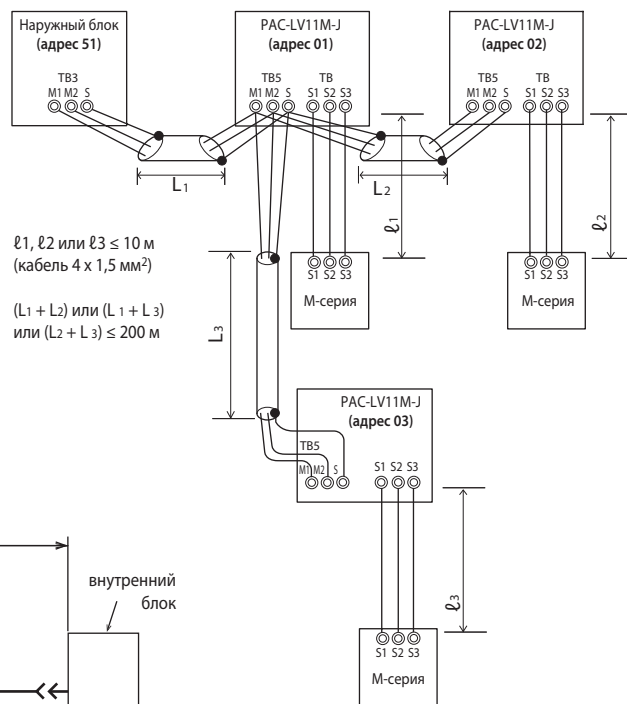 Наружный блок
(адрес 51)
TB3
M1 M2 S
PAC-LV11M-J
(адрес 01)
TB5 TB
M1 M2 S S1 S2 S3
PAC-LV11M-J
(адрес 02)
TB5 TB
M1 M2 S S1 S2 S3
L1
L2
ℓ1
ℓ2
ℓ1, ℓ2 или ℓ3 ≤ 10 м
(кабель 4 x 1,5 мм²)
(L1 + L2) или (L 1 + L 3)
или (L2 + L 3) ≤ 200 м
S1 S2 S3
М-серия
S1 S2 S3
М-серия
L3
PAC-LV11M-J
(адрес 03)
TB5
M1 M2 S S1 S2 S3
ℓ3
внутренний
блок
S1 S2 S3
М-серия